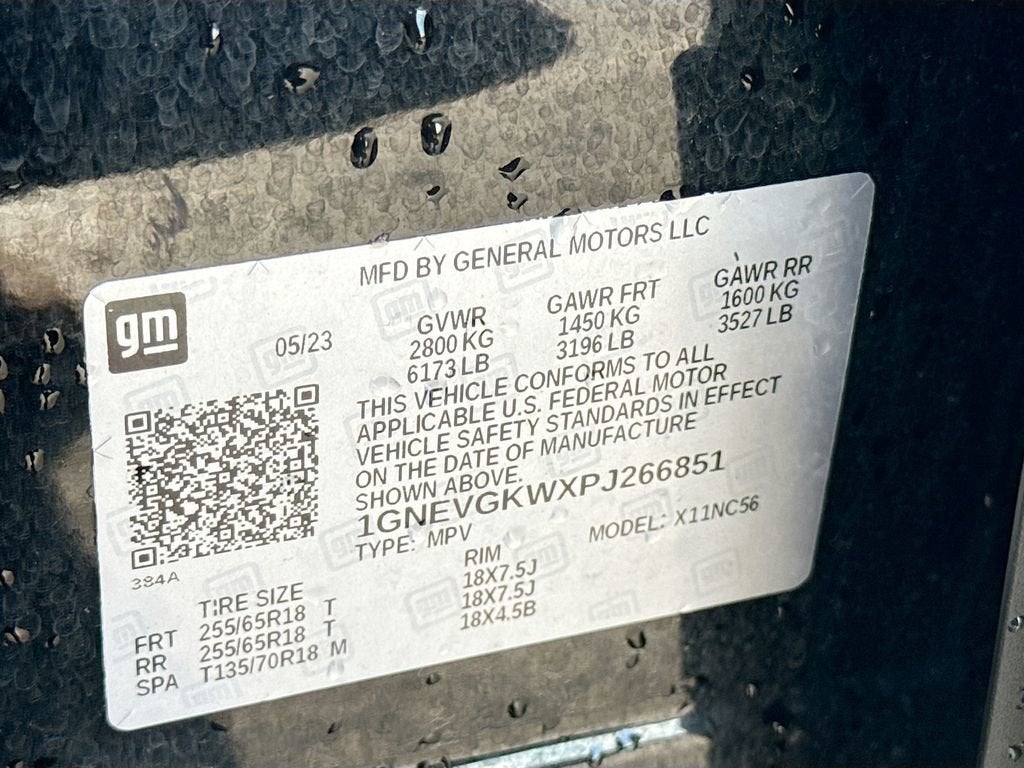 MFD BY GENERAL MOTORS LLC
gm
05/23
GVWR
2800 KG
6173 LB
GAWR FRT
1450 KG
3196 LB
GAWR RR
1600 KG
3527 LB
THIS VEHICLE CONFORMS TO ALL
APPLICABLE U.S. FEDERAL MOTOR
VEHICLE SAFETY STANDARDS IN EFFECT
ON THE DATE OF MANUFACTURE
SHOWN ABOVE.
1GNEVGKWXPJ266851
TYPE: MPV MODEL: X11NC56
384A
TIRE SIZE RIM
FRT 255/65R18 T 18X7.5J
RR 255/65R18 T 18X7.5J
SPA T135/70R18 M 18X4.5B